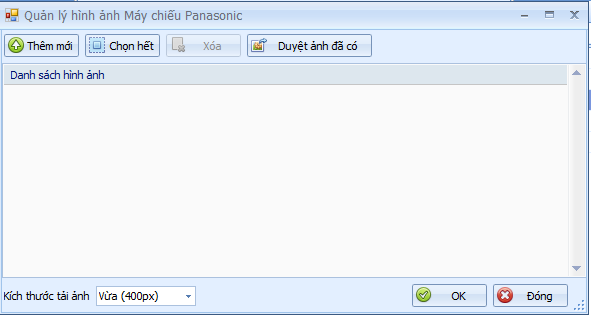 Quản lý hình ảnh Máy chiếu Panasonic
Thêm mới Chọn hết Xóa Duyệt ảnh đã có
Danh sách hình ảnh
Kích thước tải ảnh Vừa (400px) OK Đóng